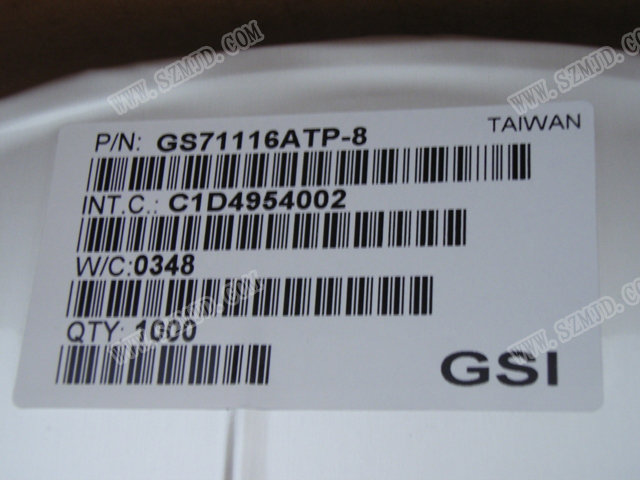 WWW.SZMJD.COM
WWW.SZMJD.COM
P/N: GS71116ATP-8
TAIWAN
INT.C.: C1D4954002
W/C:0348
QTY: 1000
GSI
WWW.SZMJD.COM
WWW.SZMJD.COM